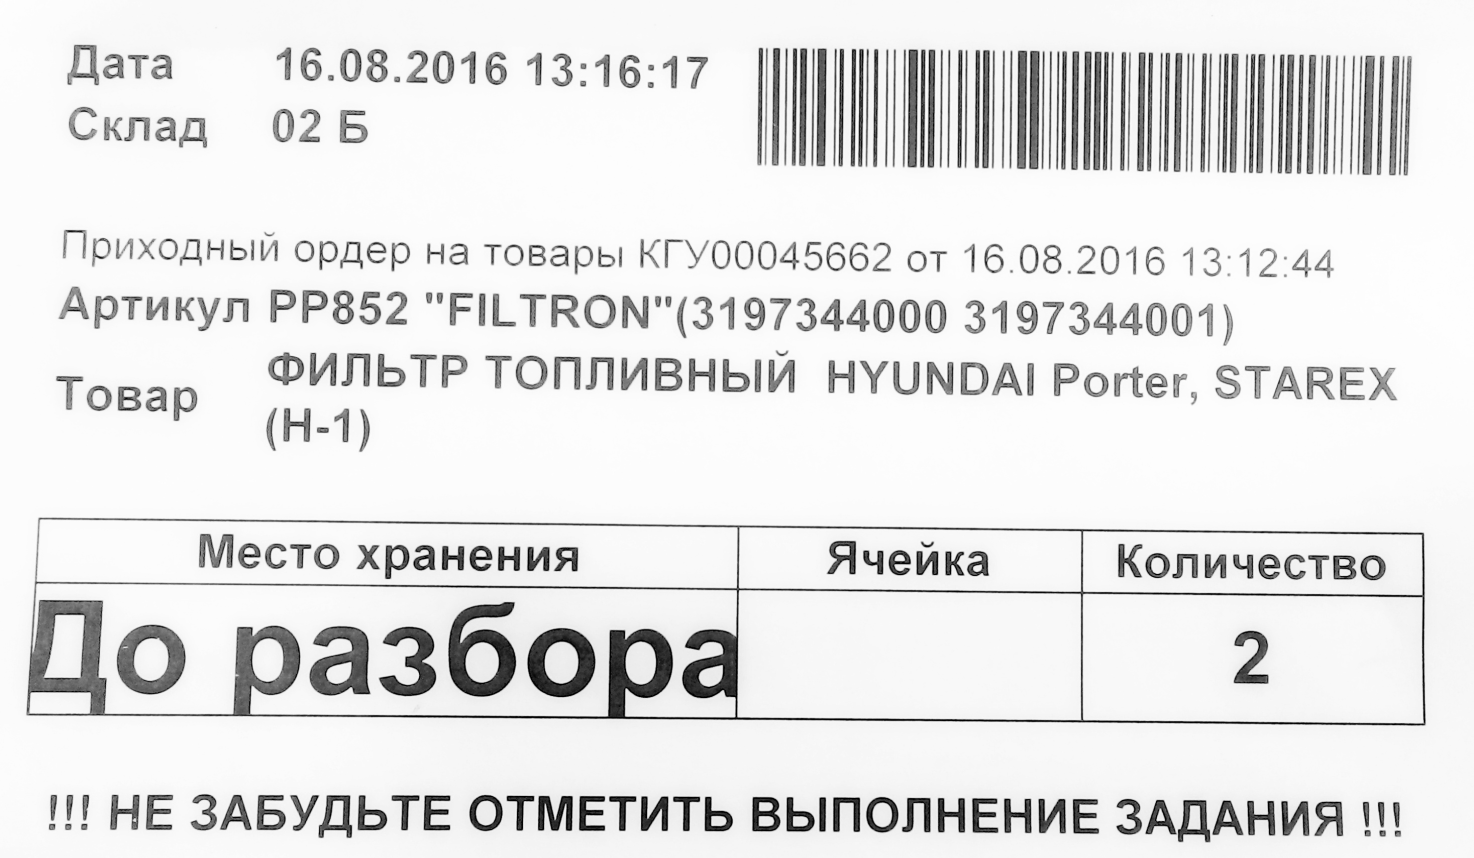 Дата 16.08.2016 13:16:17
Склад 02 Б
Приходный ордер на товары КГУ00045662 от 16.08.2016 13:12:44
Артикул PP852 "FILTRON"(3197344000 3197344001)
Товар ФИЛЬТР ТОПЛИВНЫЙ HYUNDAI Porter, STAREX
(H-1)
Место хранения Ячейка Количество
До разбора 2
!!! НЕ ЗАБУДЬТЕ ОТМЕТИТЬ ВЫПОЛНЕНИЕ ЗАДАНИЯ !!!